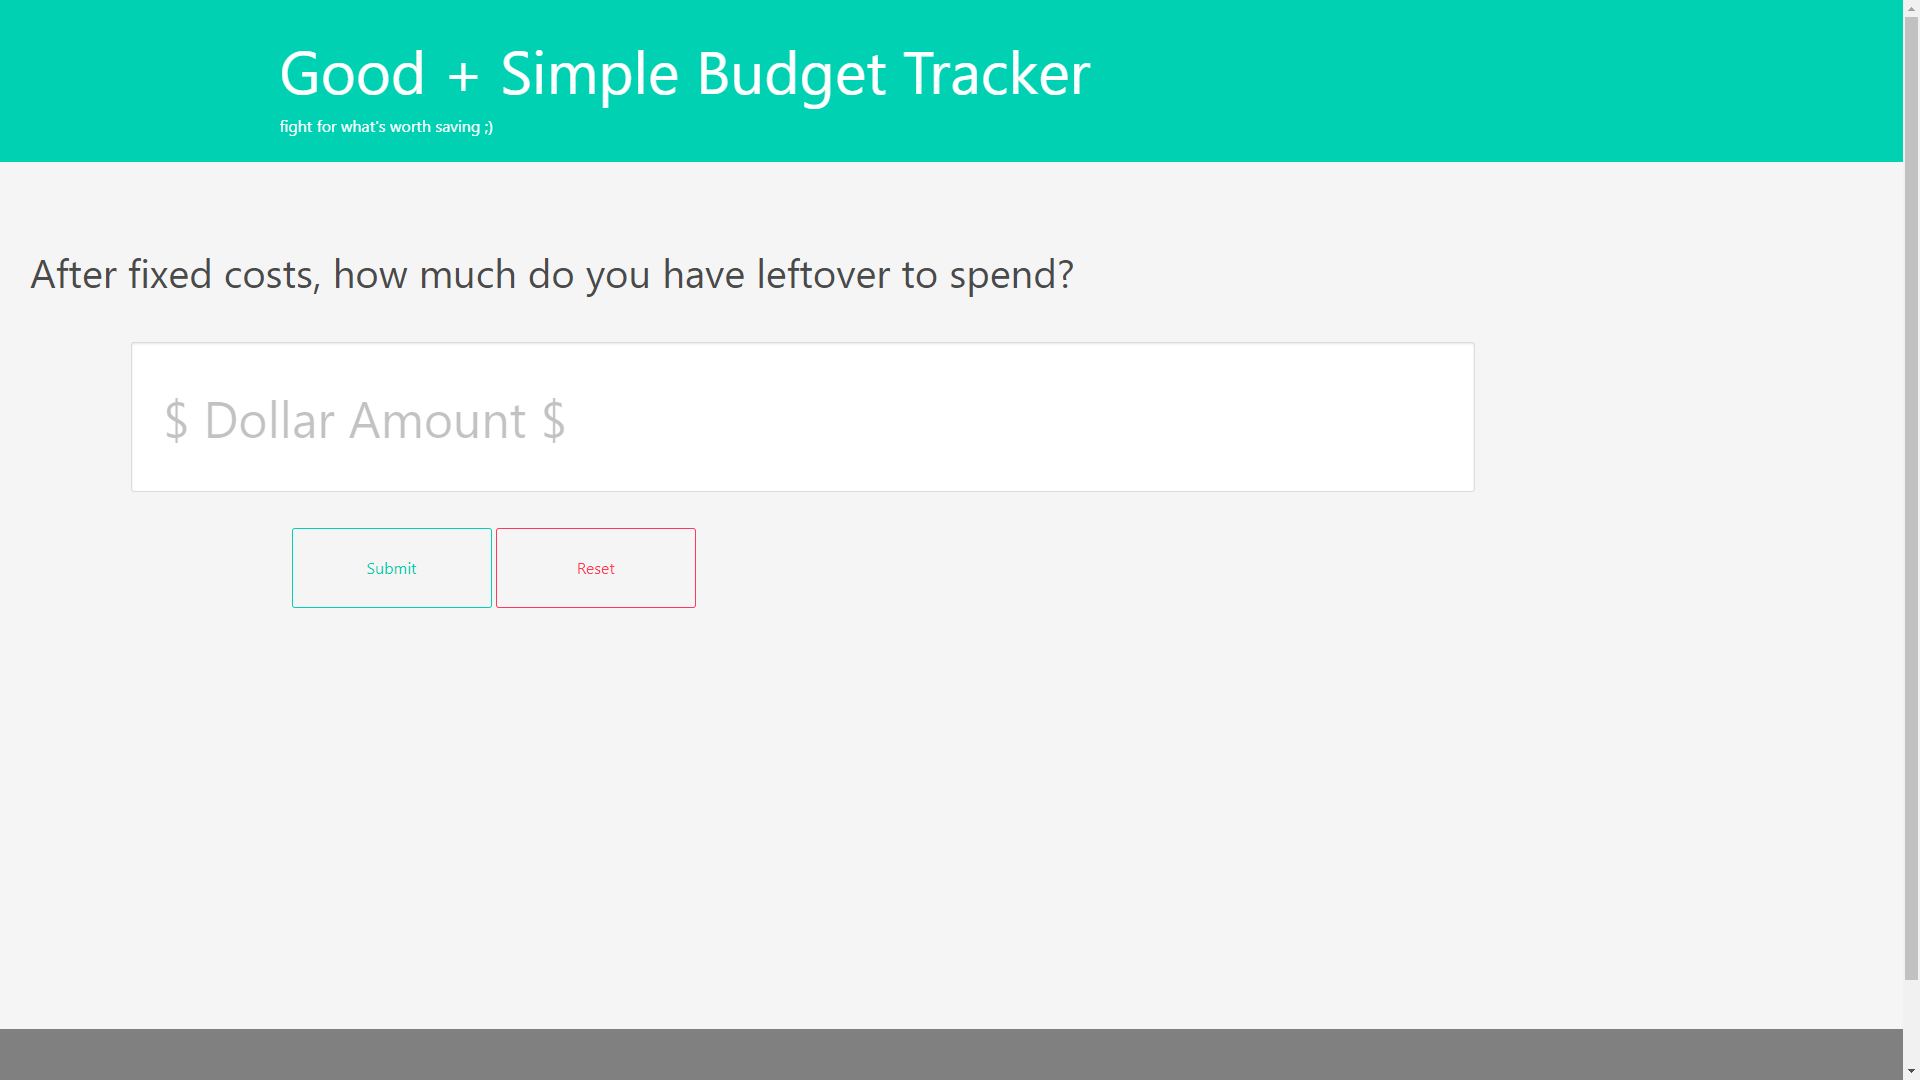 Good + Simple Budget Tracker
fight for what's worth saving ;)
After fixed costs, how much do you have leftover to spend?
$ Dollar Amount $
Submit
Reset